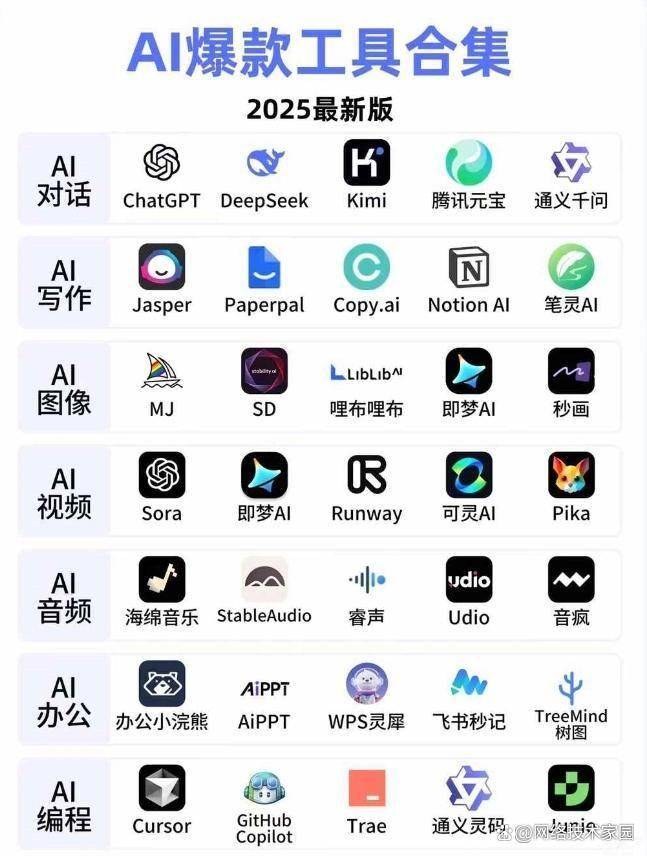 AI爆款工具合集
2025最新版
AI
对话
ChatGPT
DeepSeek
Kimi
腾讯元宝
通义千问
AI
写作
Jasper
Paperpal
Copy.ai
Notion AI
笔灵AI
AI
图像
stability ai
LibLibAI
MJ
SD
哩布哩布
即梦AI
秒画
AI
视频
Sora
即梦AI
Runway
可灵AI
Pika
AI
音频
udio
海绵音乐
StableAudio
睿声
Udio
音疯
AI
办公
AiPPT
办公小浣熊
AiPPT
WPS灵犀
飞书秒记
TreeMind
树图
AI
编程
Cursor
GitHub
Copilot
Trae
通义灵码
@网络技术家园